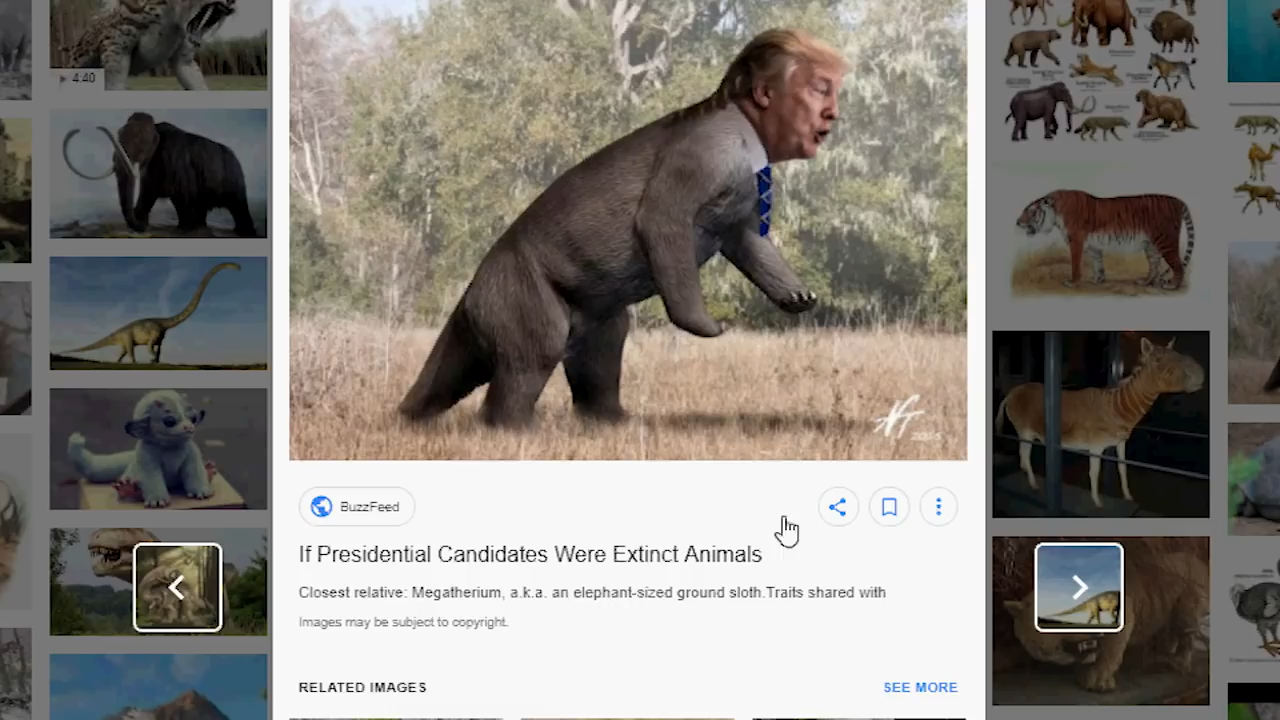 4:40
BuzzFeed
If Presidential Candidates Were Extinct Animals
Closest relative: Megatherium, a.k.a. an elephant-sized ground sloth.Traits shared with
Images may be subject to copyright.
RELATED IMAGES
SEE MORE